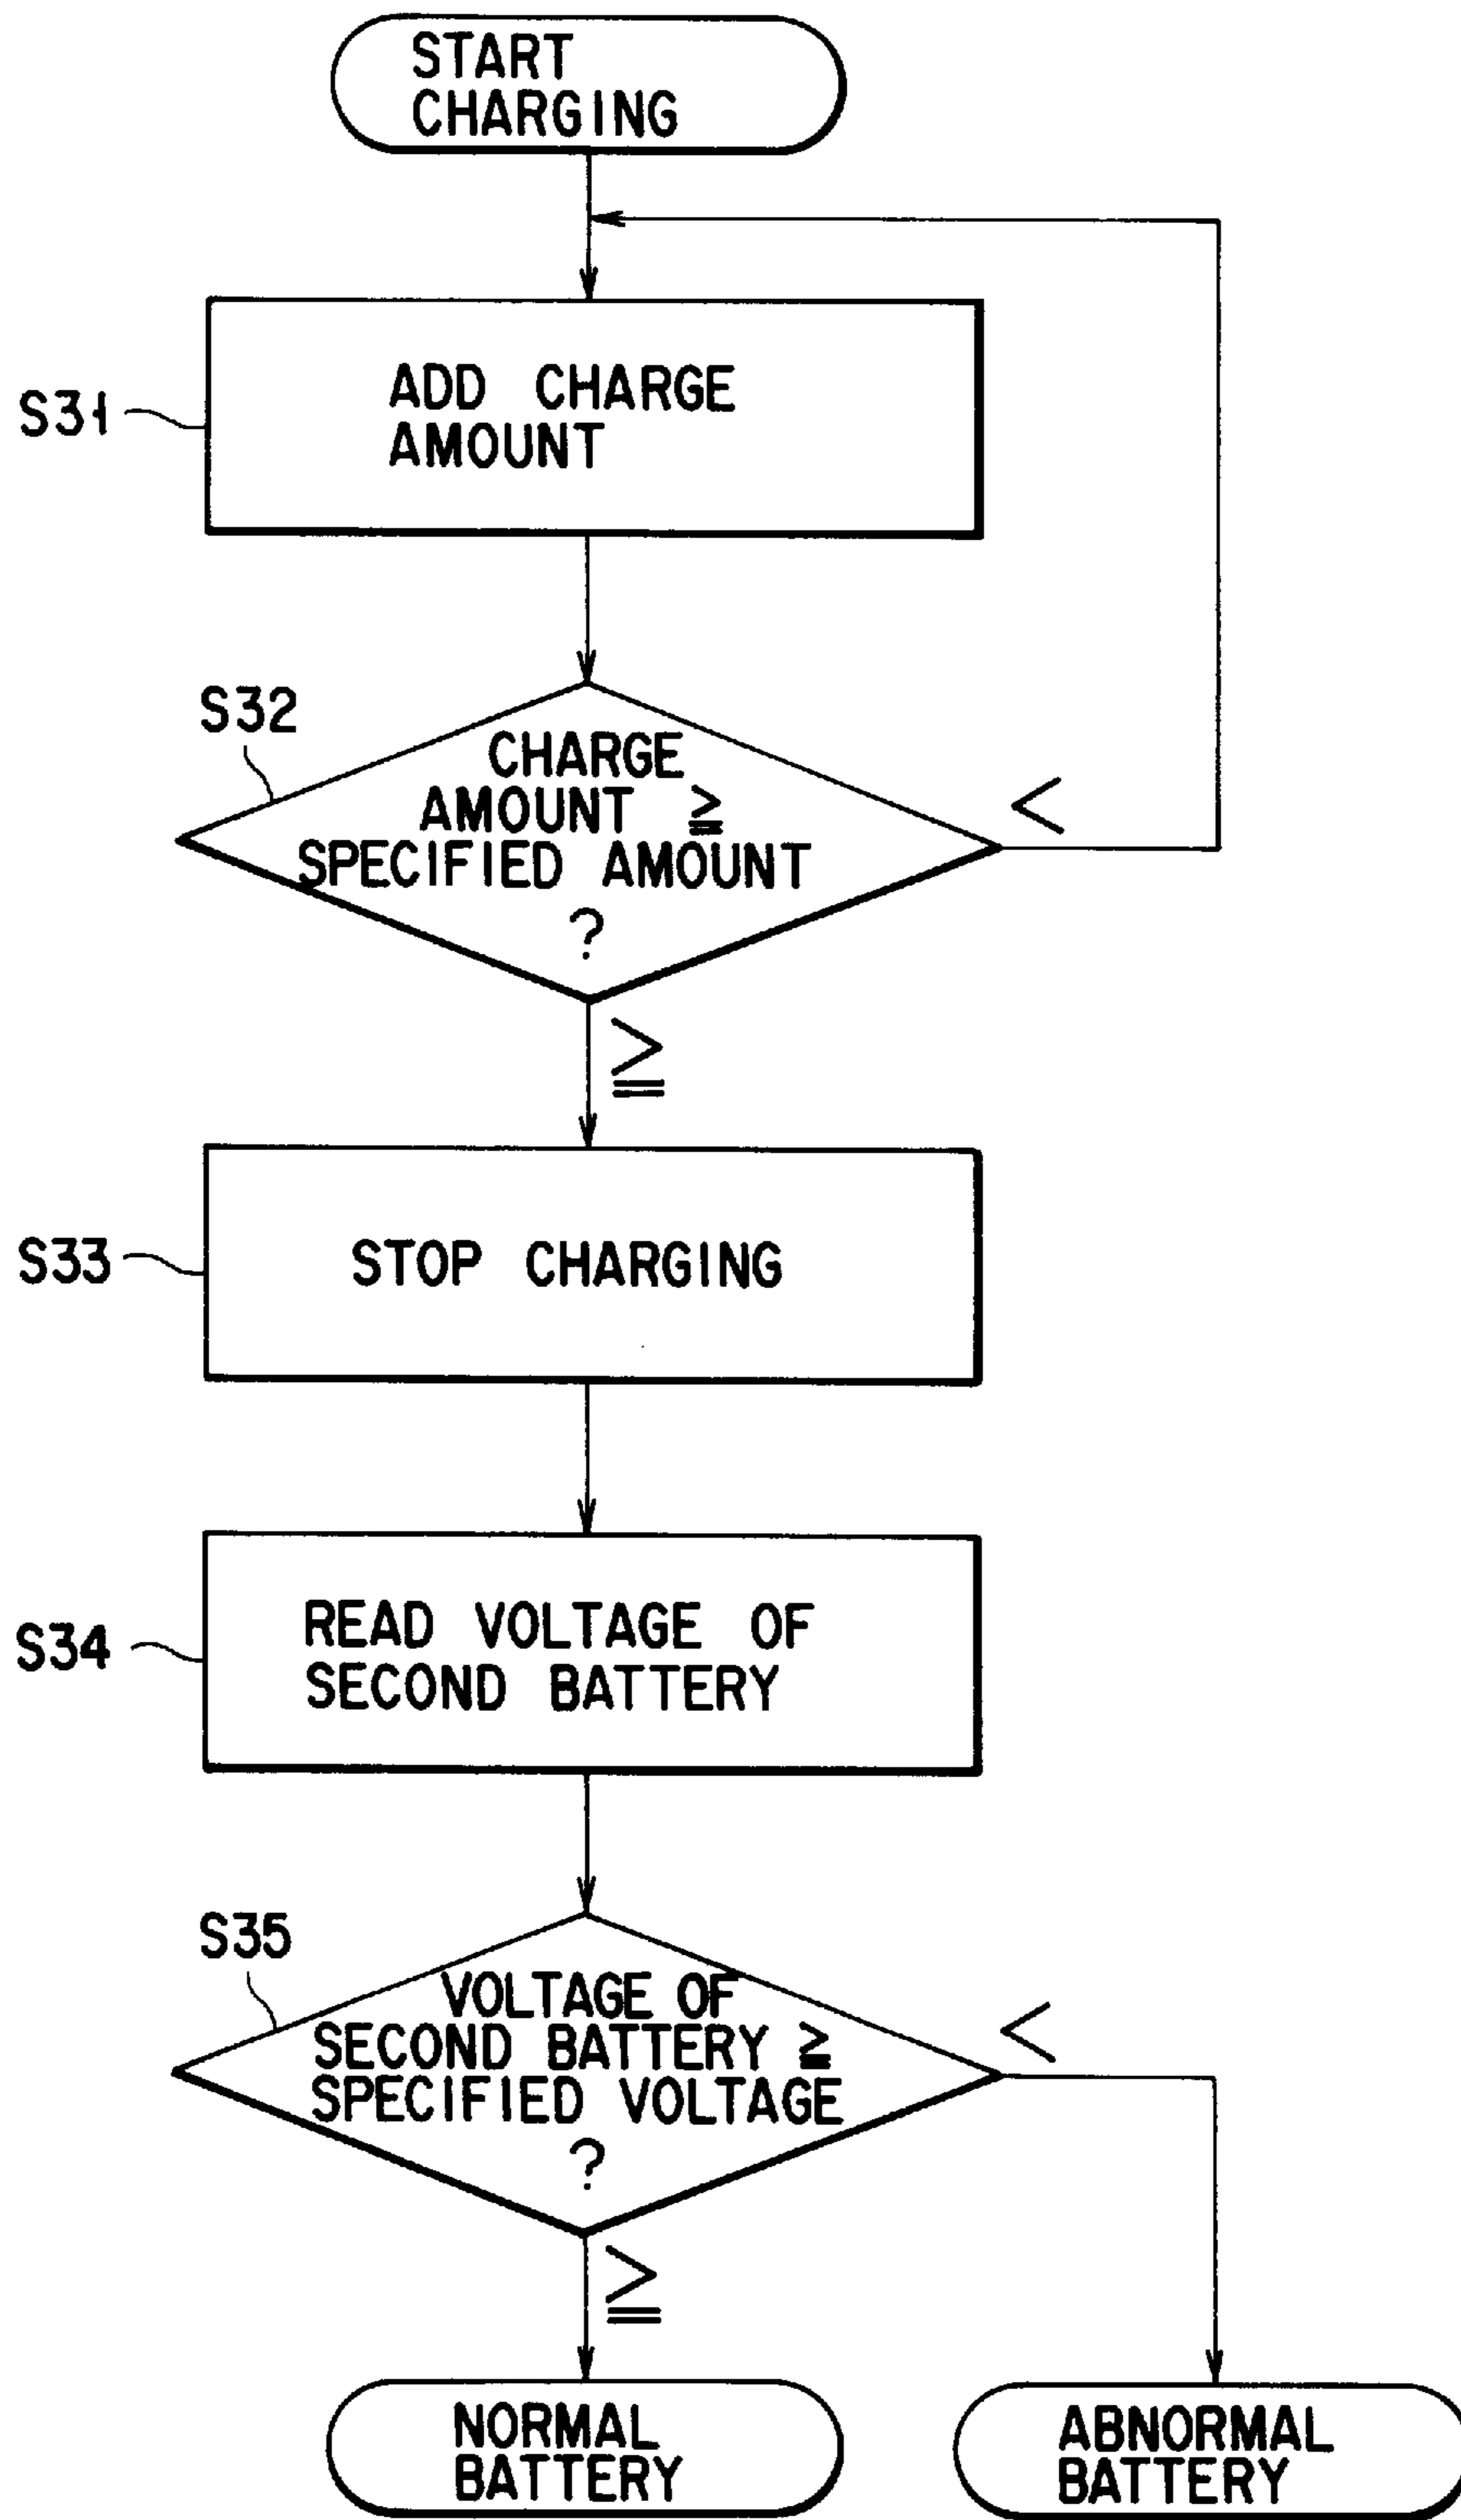 START
CHARGING
S31
ADD CHARGE
AMOUNT
S32
CHARGE
AMOUNT ≧
SPECIFIED AMOUNT
?
<
≧
S33
STOP CHARGING
S34
READ VOLTAGE OF
SECOND BATTERY
S35
VOLTAGE OF
SECOND BATTERY ≧
SPECIFIED VOLTAGE
?
<
≧
NORMAL
BATTERY
ABNORMAL
BATTERY